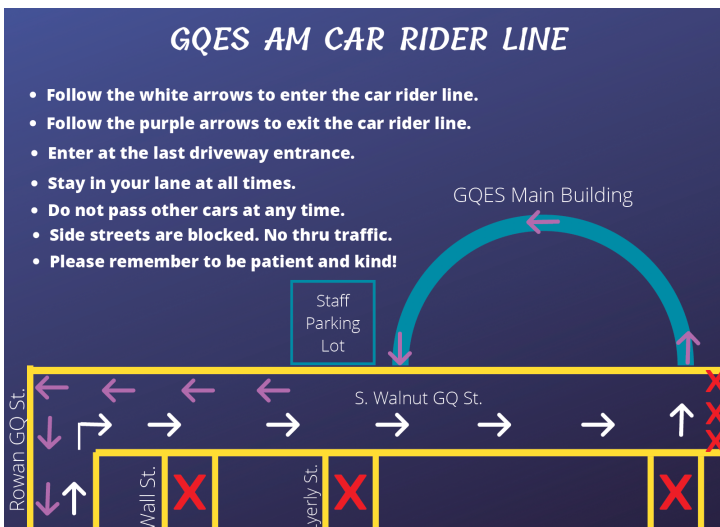 GQES AM CAR RIDER LINE
Follow the white arrows to enter the car rider line.
Follow the purple arrows to exit the car rider line.
Enter at the last driveway entrance.
Stay in your lane at all times.
Do not pass other cars at any time.
Side streets are blocked. No thru traffic.
Please remember to be patient and kind!
GQES Main Building
Staff
Parking
Lot
S. Walnut GQ St.
Rowan GQ St.
Wall St.
yerly St.
X
X
X
X
X
X